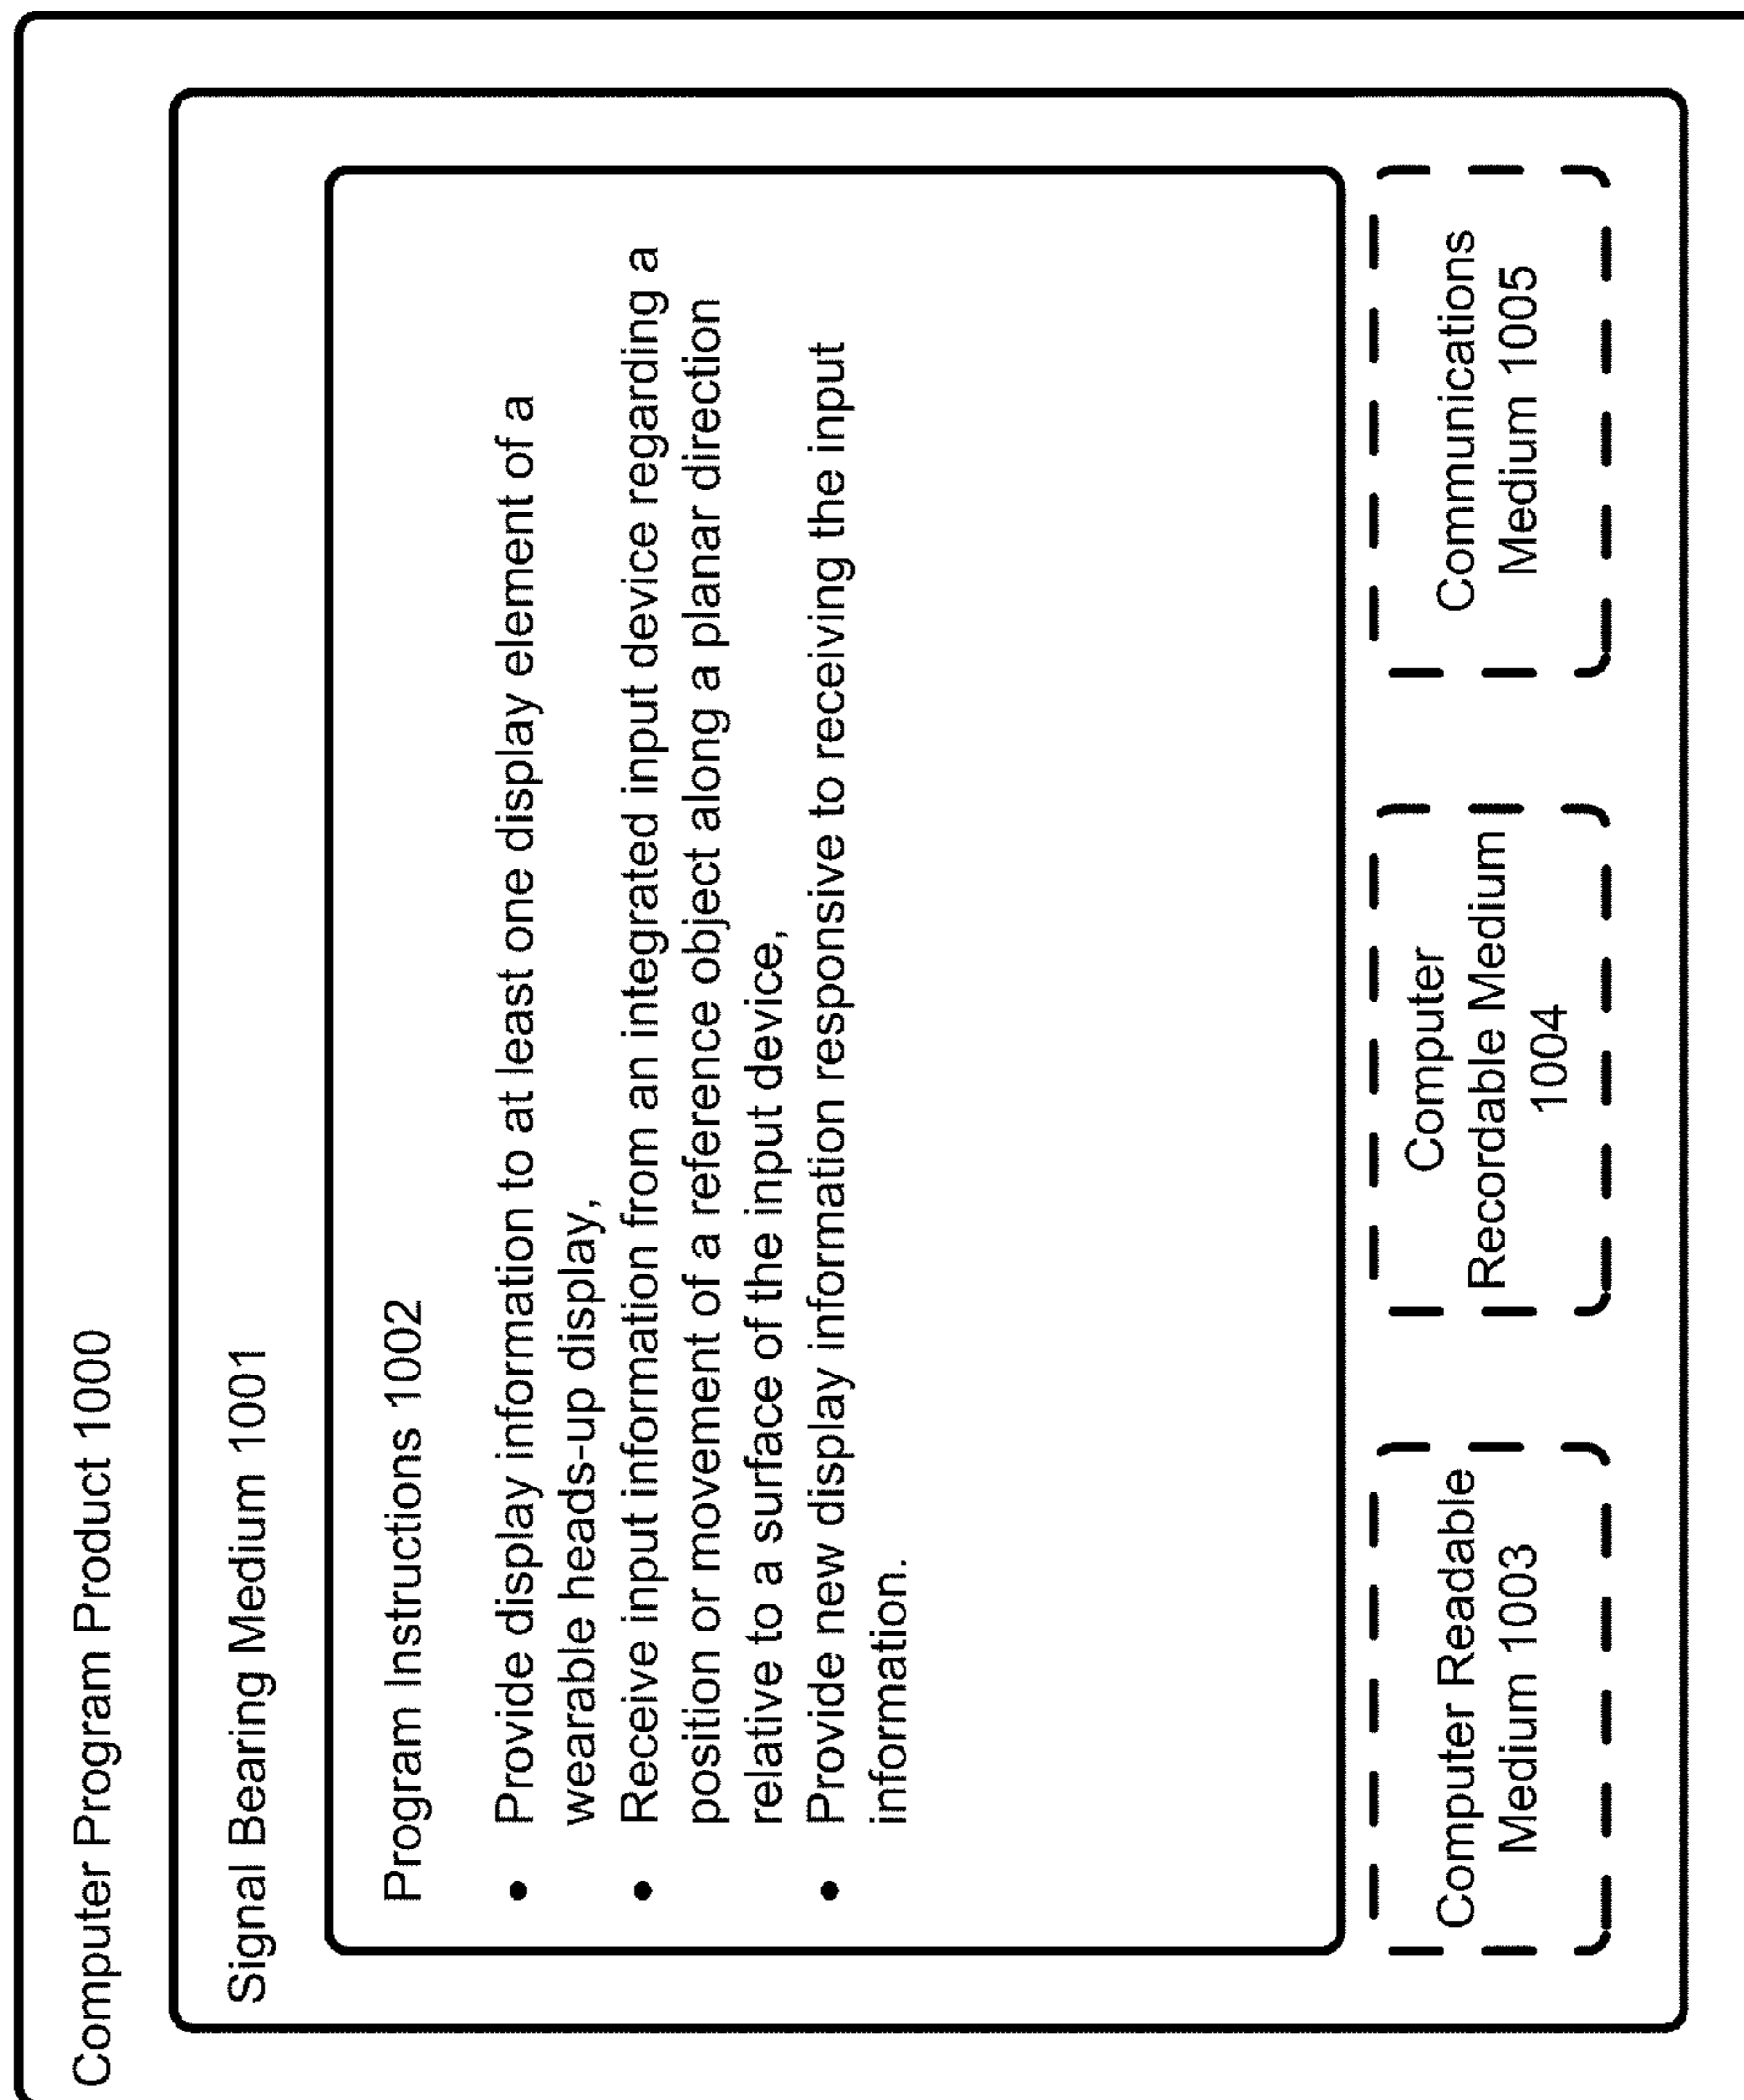 Computer Program Product 1000
Signal Bearing Medium 1001
Program Instructions 1002
• Provide display information to at least one display element of a
wearable heads-up display,
• Receive input information from an integrated input device regarding a
position or movement of a reference object along a planar direction
relative to a surface of the input device,
• Provide new display information responsive to receiving the input
information.
Computer Readable
Medium 1003
Computer
Recordable Medium
1004
Communications
Medium 1005